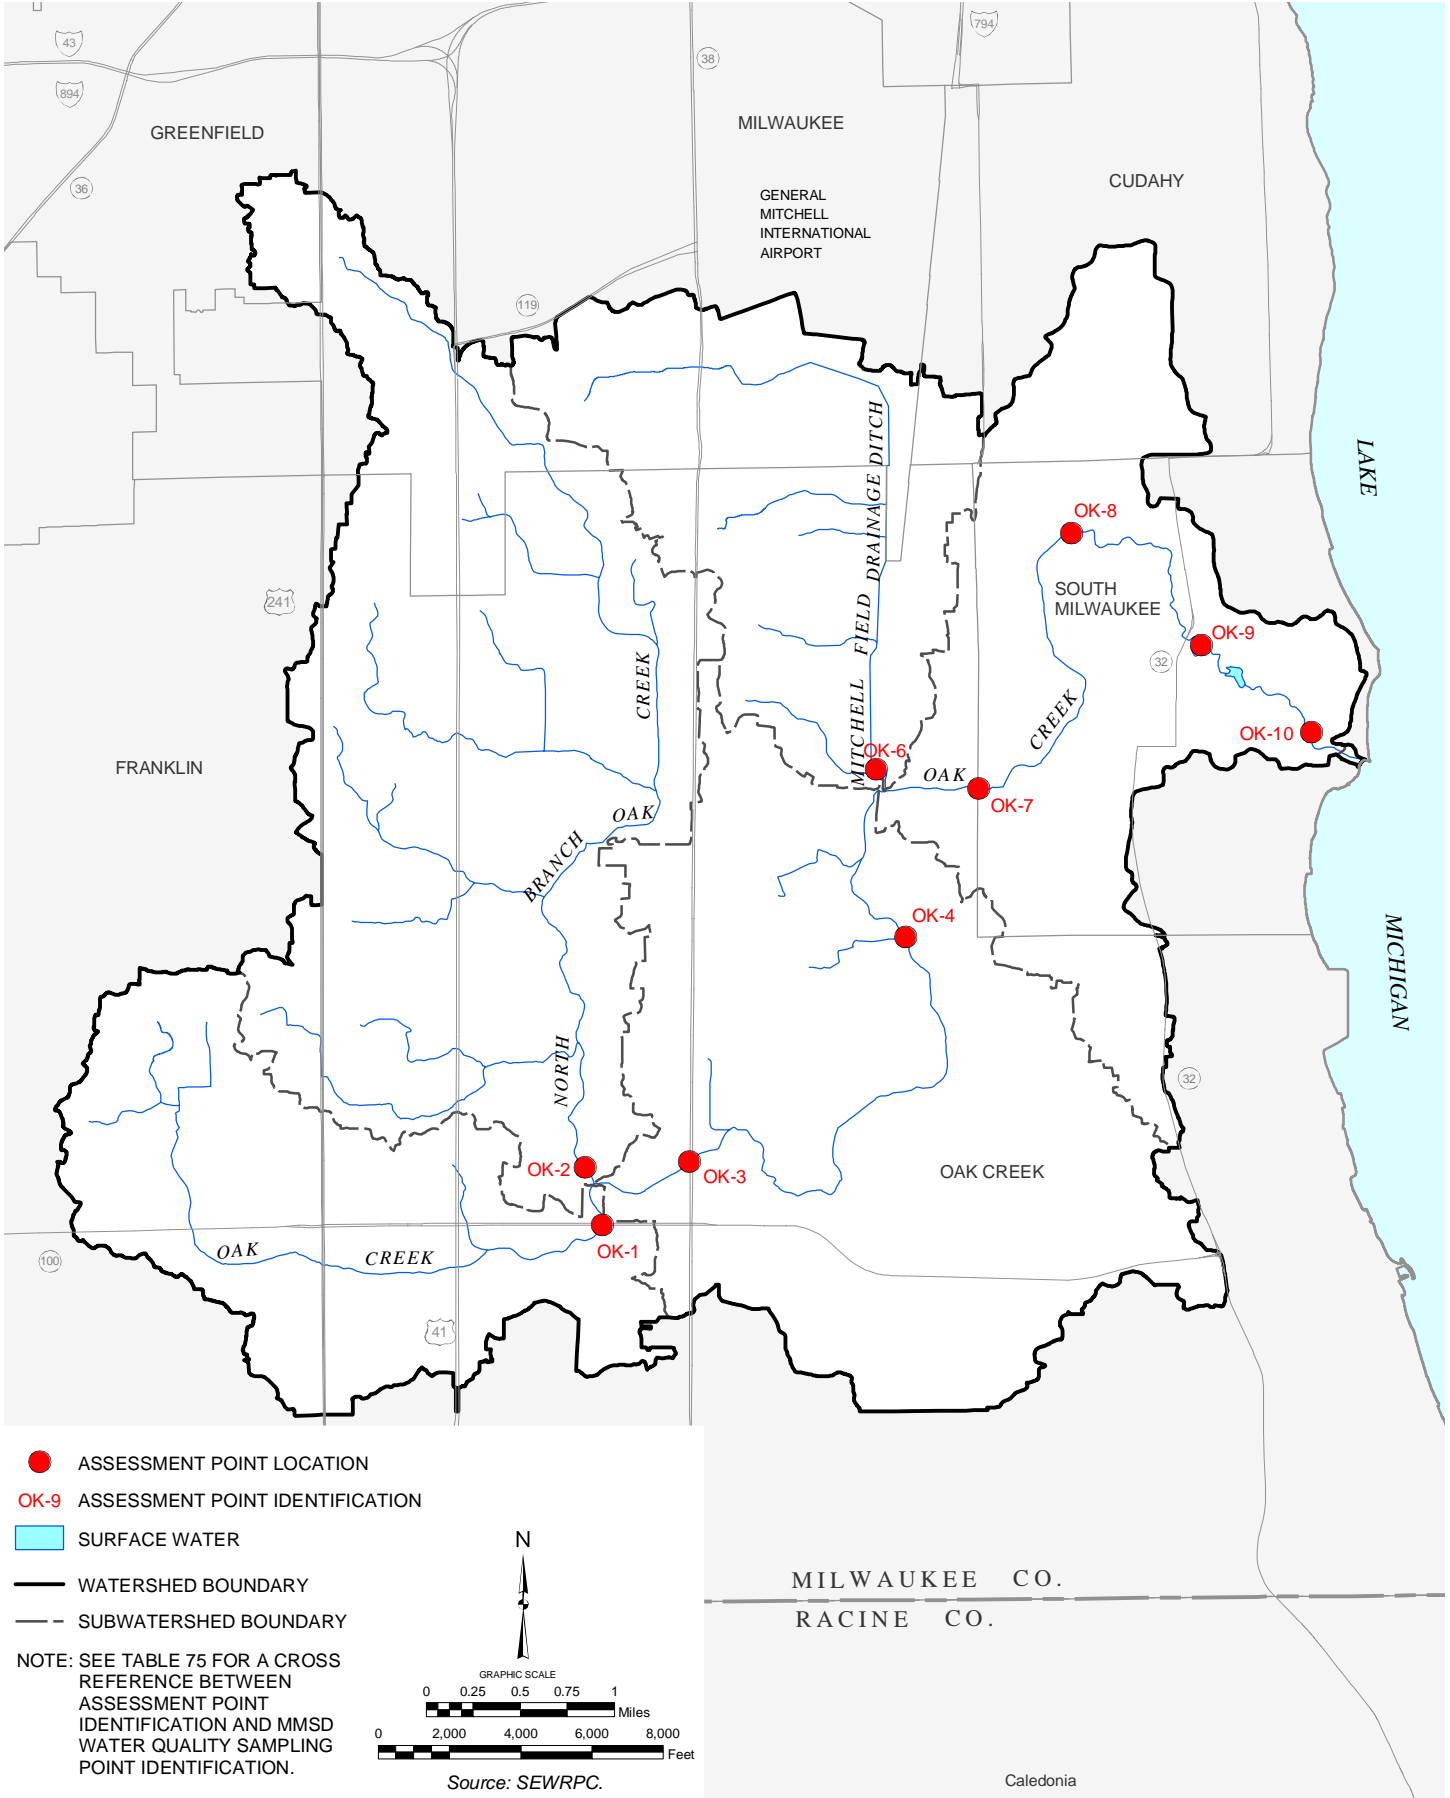 43
894
36
GREENFIELD
38
794
MILWAUKEE
CUDAHY
GENERAL
MITCHELL
INTERNATIONAL
AIRPORT
119
LAKE
MICHIGAN
MITCHELL FIELD DRAINAGE DITCH
OK-8
SOUTH
MILWAUKEE
241
OK-9
32
CREEK
CREEK
OK-10
OK-6
FRANKLIN
OAK
OK-7
OAK
BRANCH
OK-4
NORTH
32
OK-2
OK-3
OAK CREEK
OK-1
OAK CREEK
100
41
ASSESSMENT POINT LOCATION
OK-9 ASSESSMENT POINT IDENTIFICATION
SURFACE WATER
WATERSHED BOUNDARY
SUBWATERSHED BOUNDARY
NOTE: SEE TABLE 75 FOR A CROSS
REFERENCE BETWEEN
ASSESSMENT POINT
IDENTIFICATION AND MMSD
WATER QUALITY SAMPLING
POINT IDENTIFICATION.
N
GRAPHIC SCALE
0 0.25 0.5 0.75 1
Miles
0 2,000 4,000 6,000 8,000
Feet
Source: SEWRPC.
MILWAUKEE CO.
RACINE CO.
Caledonia